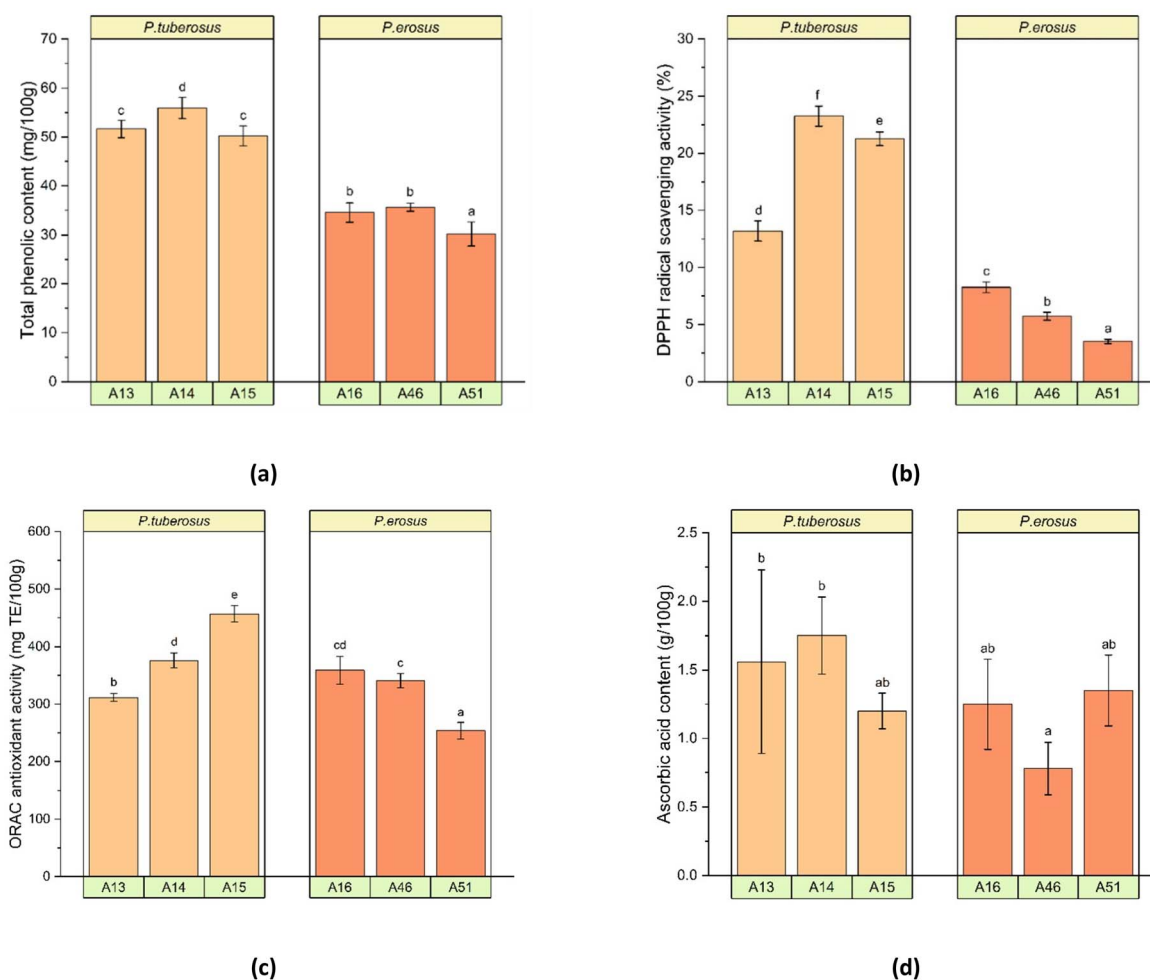 P.tuberosus P.erosus
Total phenolic content (mg/100g)
70
60
50
40
30
20
10
0
c d c b b a
A13 A14 A15 A16 A46 A51
(a)
P.tuberosus P.erosus
DPPH radical scavenging activity (%)
30
25
20
15
10
5
0
d f e c b a
A13 A14 A15 A16 A46 A51
(b)
P.tuberosus P.erosus
ORAC antioxidant activity (mg TE/100g)
600
500
400
300
200
100
0
b d e cd c a
A13 A14 A15 A16 A46 A51
(c)
P.tuberosus P.erosus
Ascorbic acid content (g/100g)
2.5
2.0
1.5
1.0
0.5
0.0
b b ab ab a ab
A13 A14 A15 A16 A46 A51
(d)